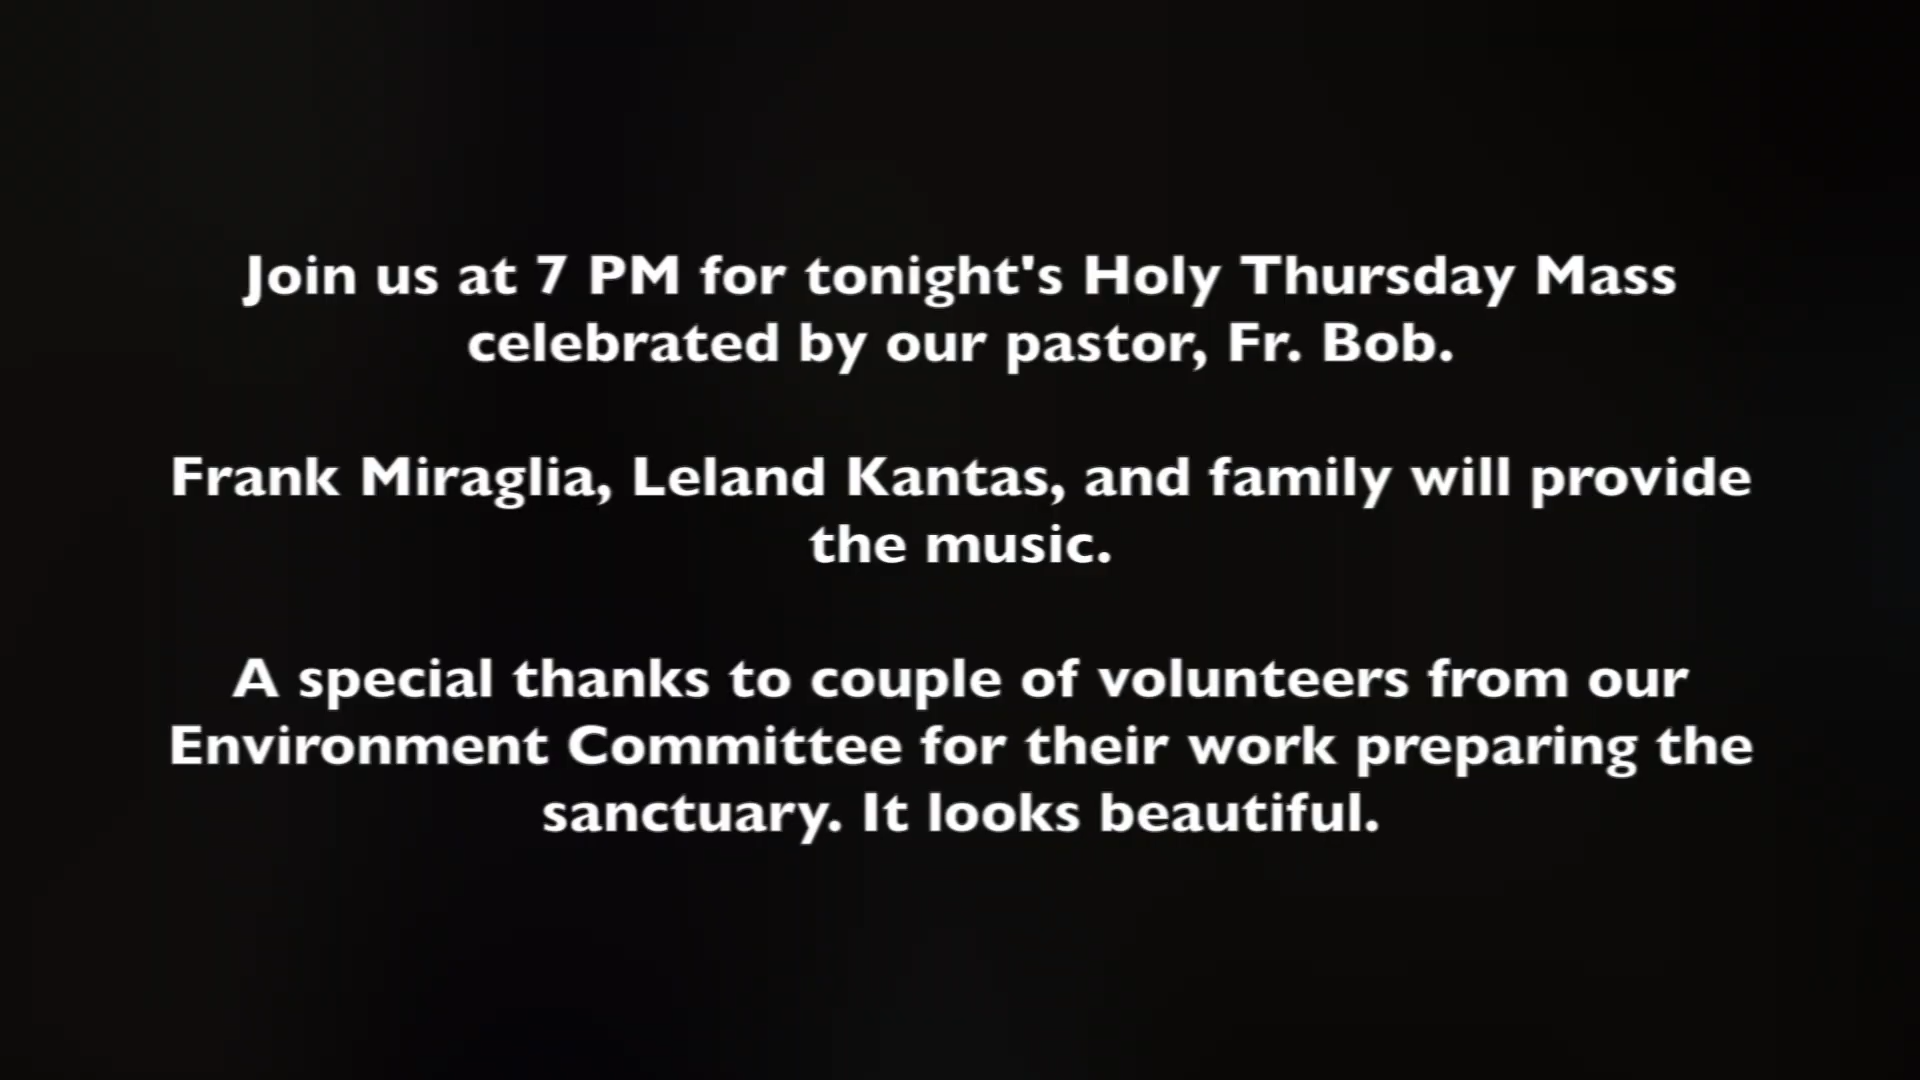 Join us at 7 PM for tonight's Holy Thursday Mass
celebrated by our pastor, Fr. Bob.
Frank Miraglia, Leland Kantas, and family will provide
the music.
A special thanks to couple of volunteers from our
Environment Committee for their work preparing the
sanctuary. It looks beautiful.